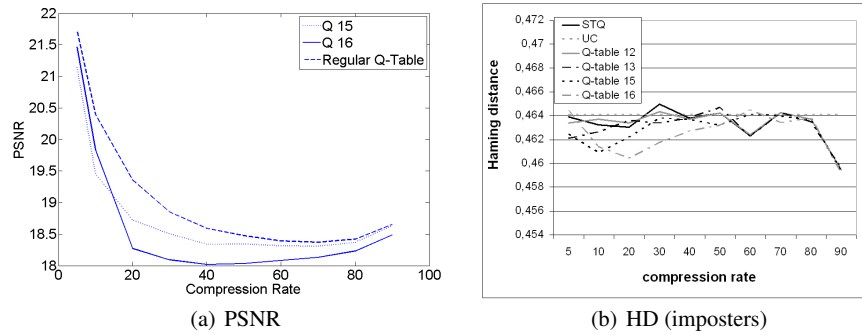 22
21.5
21
20.5
20
19.5
19
18.5
18
PSNR
0
20
40
60
80
100
Compression Rate
Q 15
Q 16
Regular Q-Table
(a) PSNR
0,472
0,47
0,468
0,466
0,464
0,462
0,46
0,458
0,456
0,454
Haming distance
STQ
UC
Q-table 12
Q-table 13
Q-table 15
Q-table 16
5
10
20
30
40
50
60
70
80
90
compression rate
(b) HD (imposters)